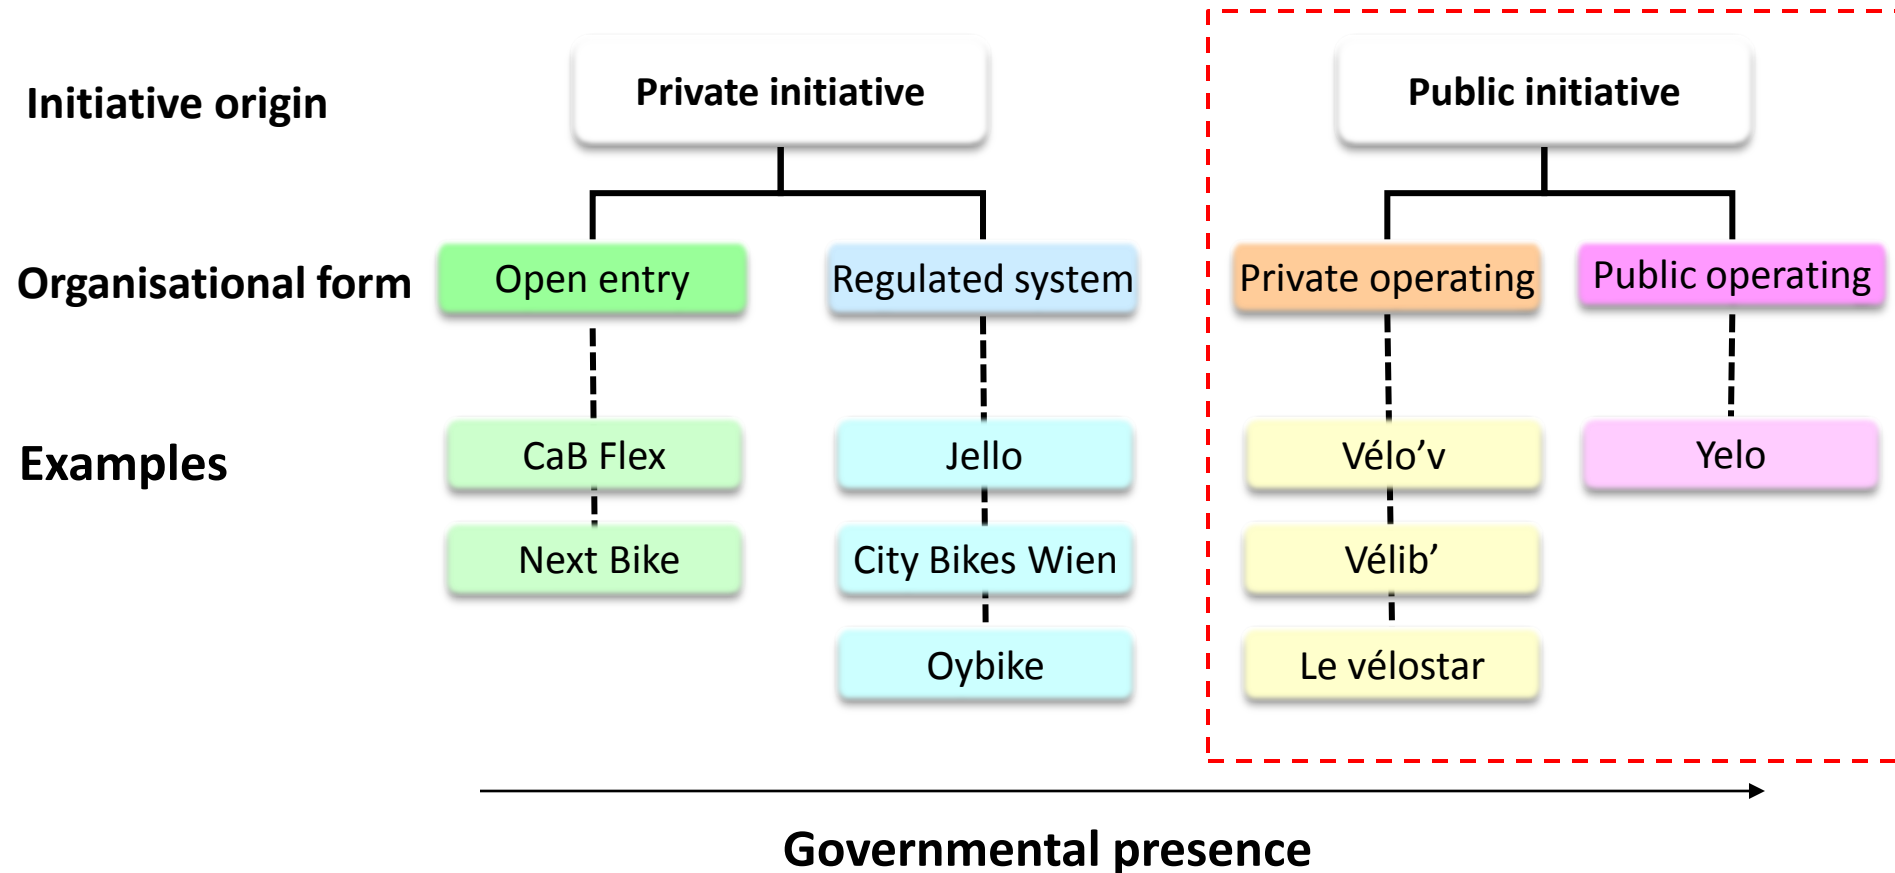 Initiative origin
Private initiative
Public initiative
Organisational form
Open entry
Regulated system
Private operating
Public operating
Examples
CaB Flex
Jello
Vélo’v
Yelo
Next Bike
City Bikes Wien
Vélib’
Oybike
Le vélostar
Governmental presence